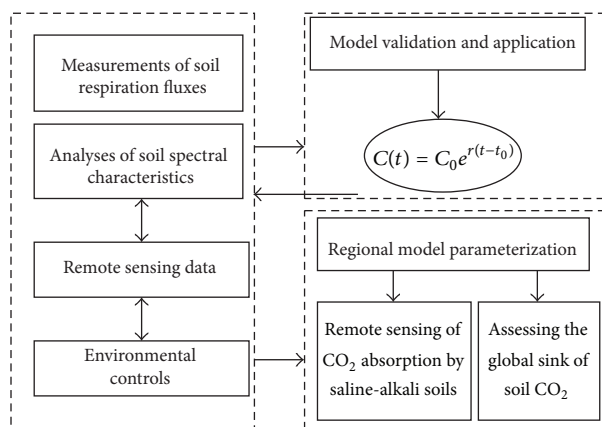 Measurements of soil
respiration fluxes
Analyses of soil spectral
characteristics
Remote sensing data
Environmental
controls
Model validation and application
C(t) = C₀e^{r(t−t₀)}
Regional model parameterization
Remote sensing of
CO₂ absorption by
saline-alkali soils
Assessing the
global sink of
soil CO₂